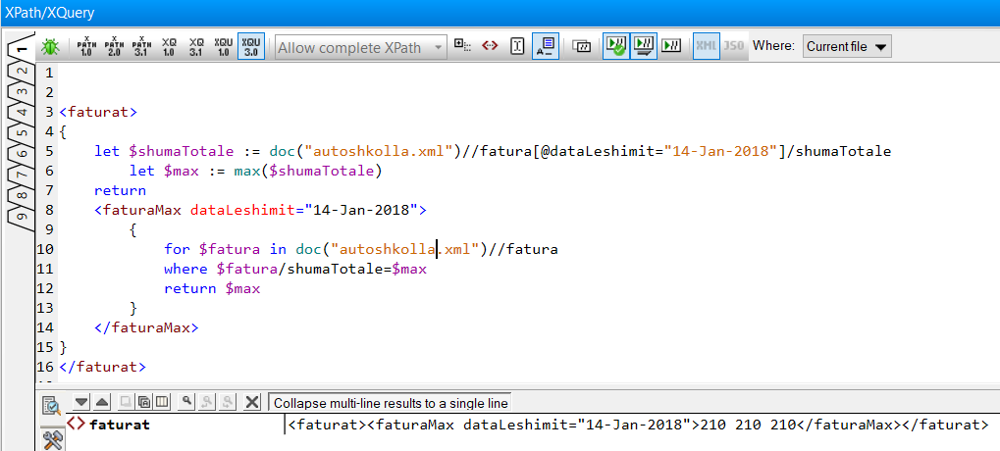 XPath/XQuery
X PATH 1.0 X PATH 2.0 X PATH 3.1 XQ 1.0 XQ 3.1 XQU 1.0 XQU 3.0 Allow complete XPath XML JSO Where: Current file
1 2 3 4 5 6 7 8 9
1
2
3 <faturat>
4 {
5 let $shumaTotale := doc("autoshkolla.xml")//fatura[@dataLeshimit="14-Jan-2018"]/shumaTotale
6 let $max := max($shumaTotale)
7 return
8 <faturaMax dataLeshimit="14-Jan-2018">
9 {
10 for $fatura in doc("autoshkolla.xml")//fatura
11 where $fatura/shumaTotale=$max
12 return $max
13 }
14 </faturaMax>
15 }
16 </faturat>
Collapse multi-line results to a single line
faturat <faturat><faturaMax dataLeshimit="14-Jan-2018">210 210 210</faturaMax></faturat>